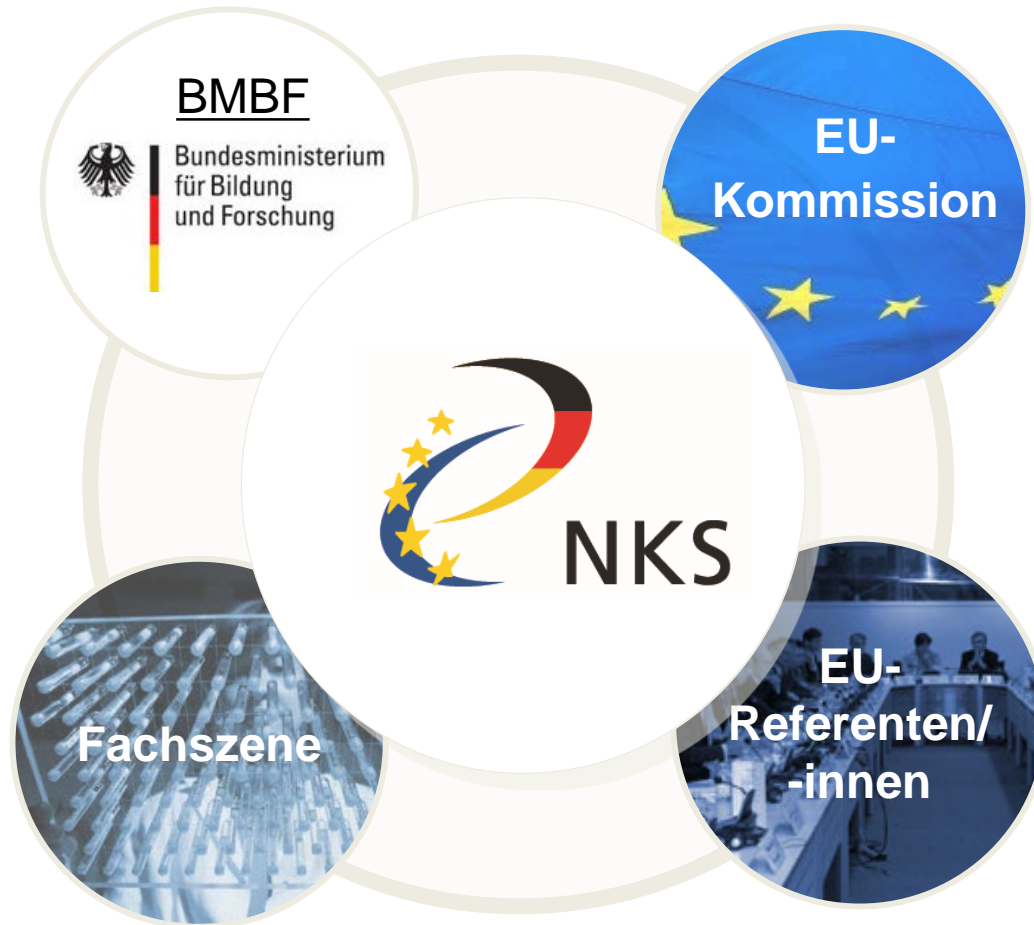 BMBF
Bundesministerium
für Bildung
und Forschung
EU-
Kommission
NKS
Fachszene
EU-
Referenten/
-innen